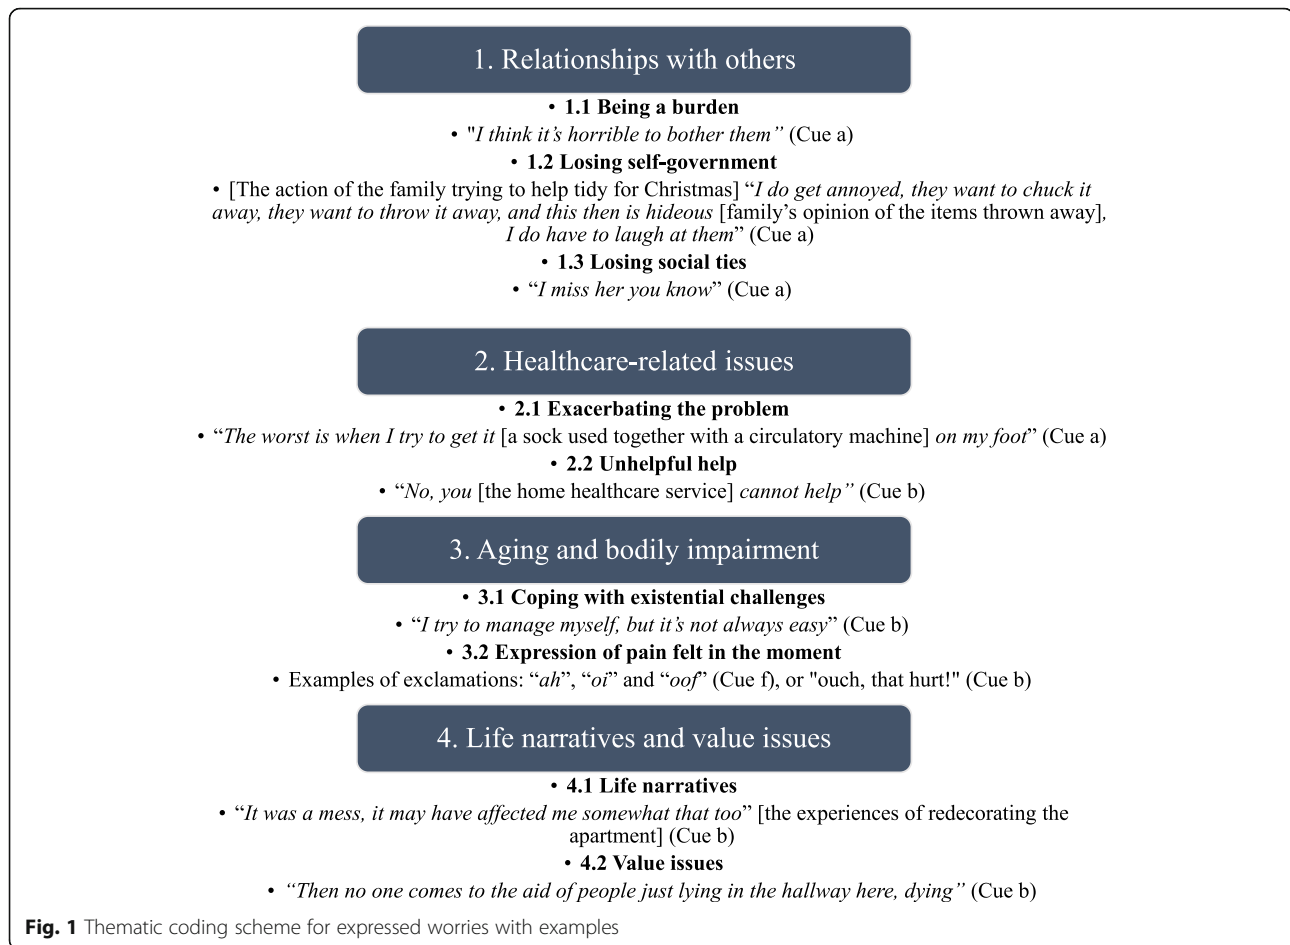 1. Relationships with others
• 1.1 Being a burden
• "I think it’s horrible to bother them” (Cue a)
• 1.2 Losing self-government
• [The action of the family trying to help tidy for Christmas] “I do get annoyed, they want to chuck it
away, they want to throw it away, and this then is hideous [family’s opinion of the items thrown away],
I do have to laugh at them” (Cue a)
• 1.3 Losing social ties
• “I miss her you know” (Cue a)
2. Healthcare-related issues
• 2.1 Exacerbating the problem
• “The worst is when I try to get it [a sock used together with a circulatory machine] on my foot” (Cue a)
• 2.2 Unhelpful help
• “No, you [the home healthcare service] cannot help” (Cue b)
3. Aging and bodily impairment
• 3.1 Coping with existential challenges
• “I try to manage myself, but it’s not always easy” (Cue b)
• 3.2 Expression of pain felt in the moment
• Examples of exclamations: “ah”, “oi” and “oof” (Cue f), or "ouch, that hurt!" (Cue b)
4. Life narratives and value issues
• 4.1 Life narratives
• “It was a mess, it may have affected me somewhat that too” [the experiences of redecorating the
apartment] (Cue b)
• 4.2 Value issues
• “Then no one comes to the aid of people just lying in the hallway here, dying” (Cue b)
Fig. 1 Thematic coding scheme for expressed worries with examples